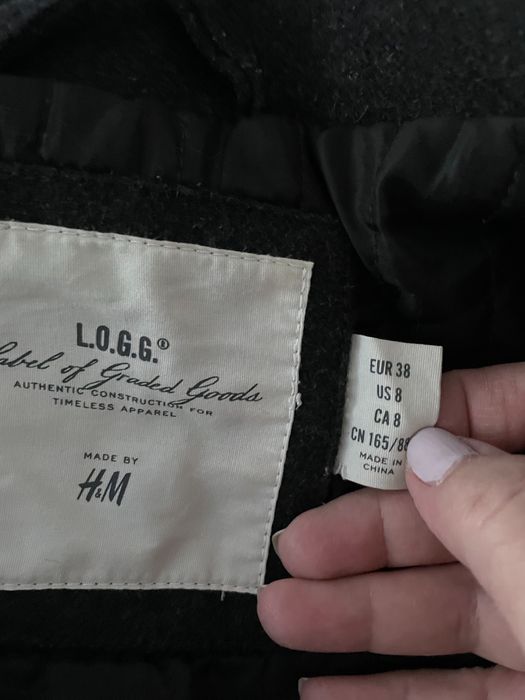 L.O.G.G.®
Label of Graded Goods
AUTHENTIC CONSTRUCTION FOR
TIMELESS APPAREL
MADE BY
H&M
EUR 38
US 8
CA 8
CN 165/88
MADE IN
CHINA